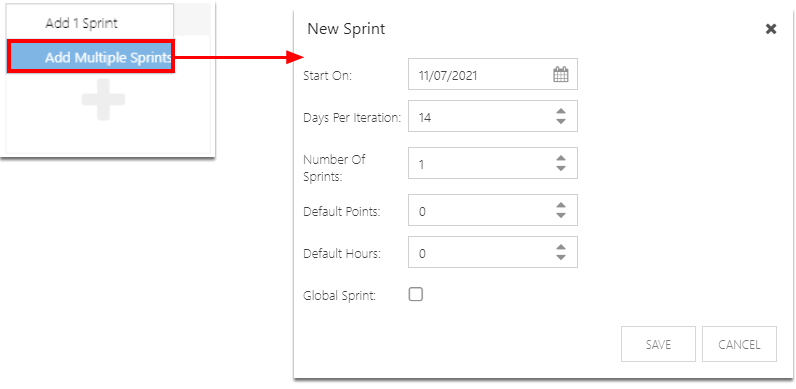 Add 1 Sprint
Add Multiple Sprints
New Sprint
Start On: 11/07/2021
Days Per Iteration: 14
Number Of
Sprints: 1
Default Points: 0
Default Hours: 0
Global Sprint:
SAVE CANCEL